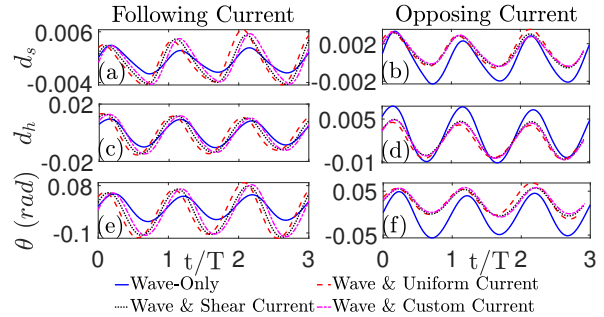 Following Current Opposing Current
0.006
d_s
-0.004
(a)
0.002
-0.002
(b)
0.02
d_h
-0.02
(c)
0.005
-0.01
(d)
0.08
θ (rad)
-0.1
(e)
0.05
-0.05
(f)
0 1 2 3 0 1 2 3
t/T t/T
Wave-Only Wave & Uniform Current
Wave & Shear Current Wave & Custom Current